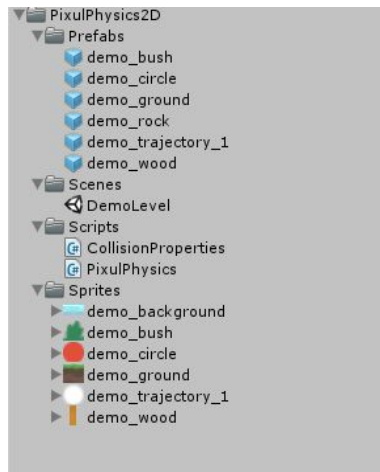 PixulPhysics2D
Prefabs
demo_bush
demo_circle
demo_ground
demo_rock
demo_trajectory_1
demo_wood
Scenes
DemoLevel
Scripts
CollisionProperties
PixulPhysics
Sprites
demo_background
demo_bush
demo_circle
demo_ground
demo_trajectory_1
demo_wood